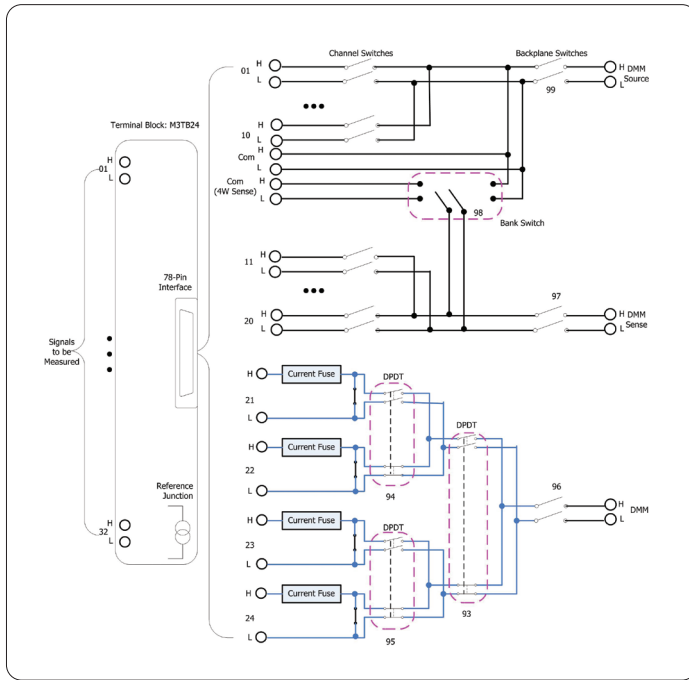 Channel Switches
Backplane Switches
01
H
L
H
L
DMM
Source
99
Terminal Block: M3TB24
10
H
L
Com
H
L
Com
(4W Sense)
H
L
98
Bank Switch
H
01
L
11
H
L
78-Pin
Interface
97
20
H
L
H
L
DMM
Sense
Signals
to be
Measured
H
Current Fuse
DPDT
21
L
DPDT
H
Current Fuse
22
94
96
L
Reference
Junction
H
L
DMM
H
32
L
H
Current Fuse
DPDT
23
L
H
Current Fuse
24
93
L
95